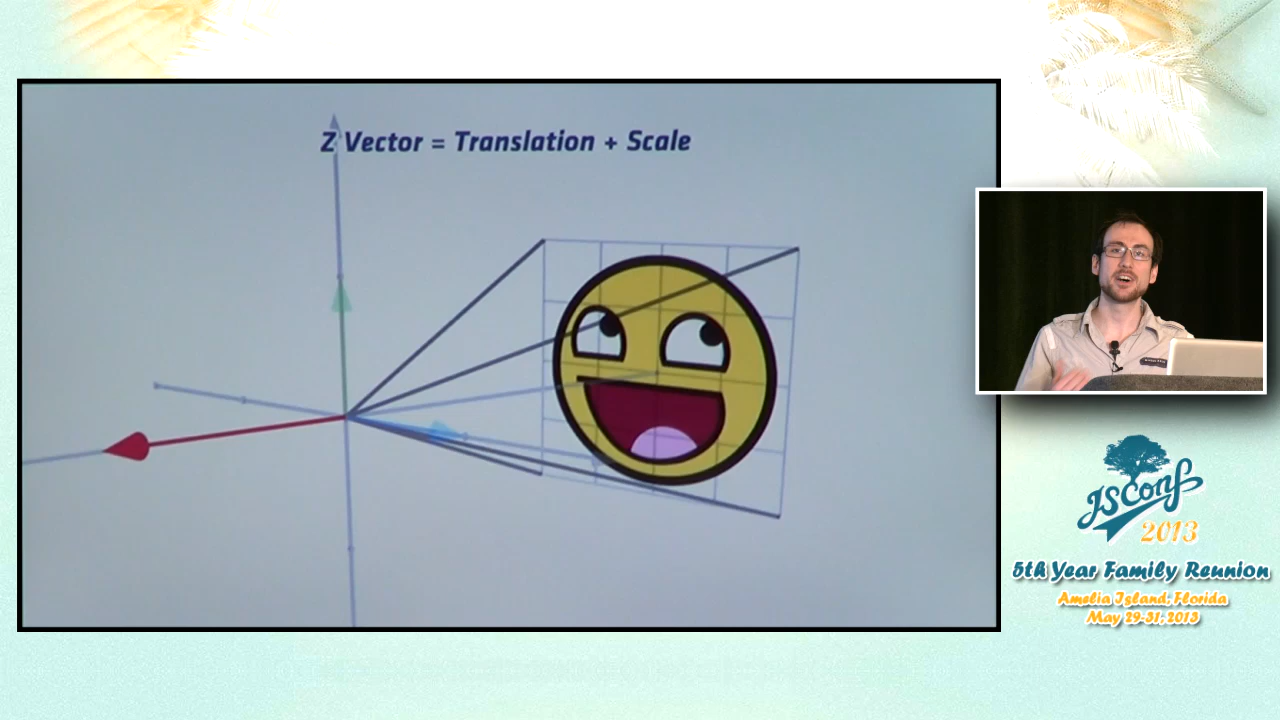 Z Vector = Translation + Scale
JSConf
2013
5th Year Family Reunion
Amelia Island, Florida
May 29-31, 2013